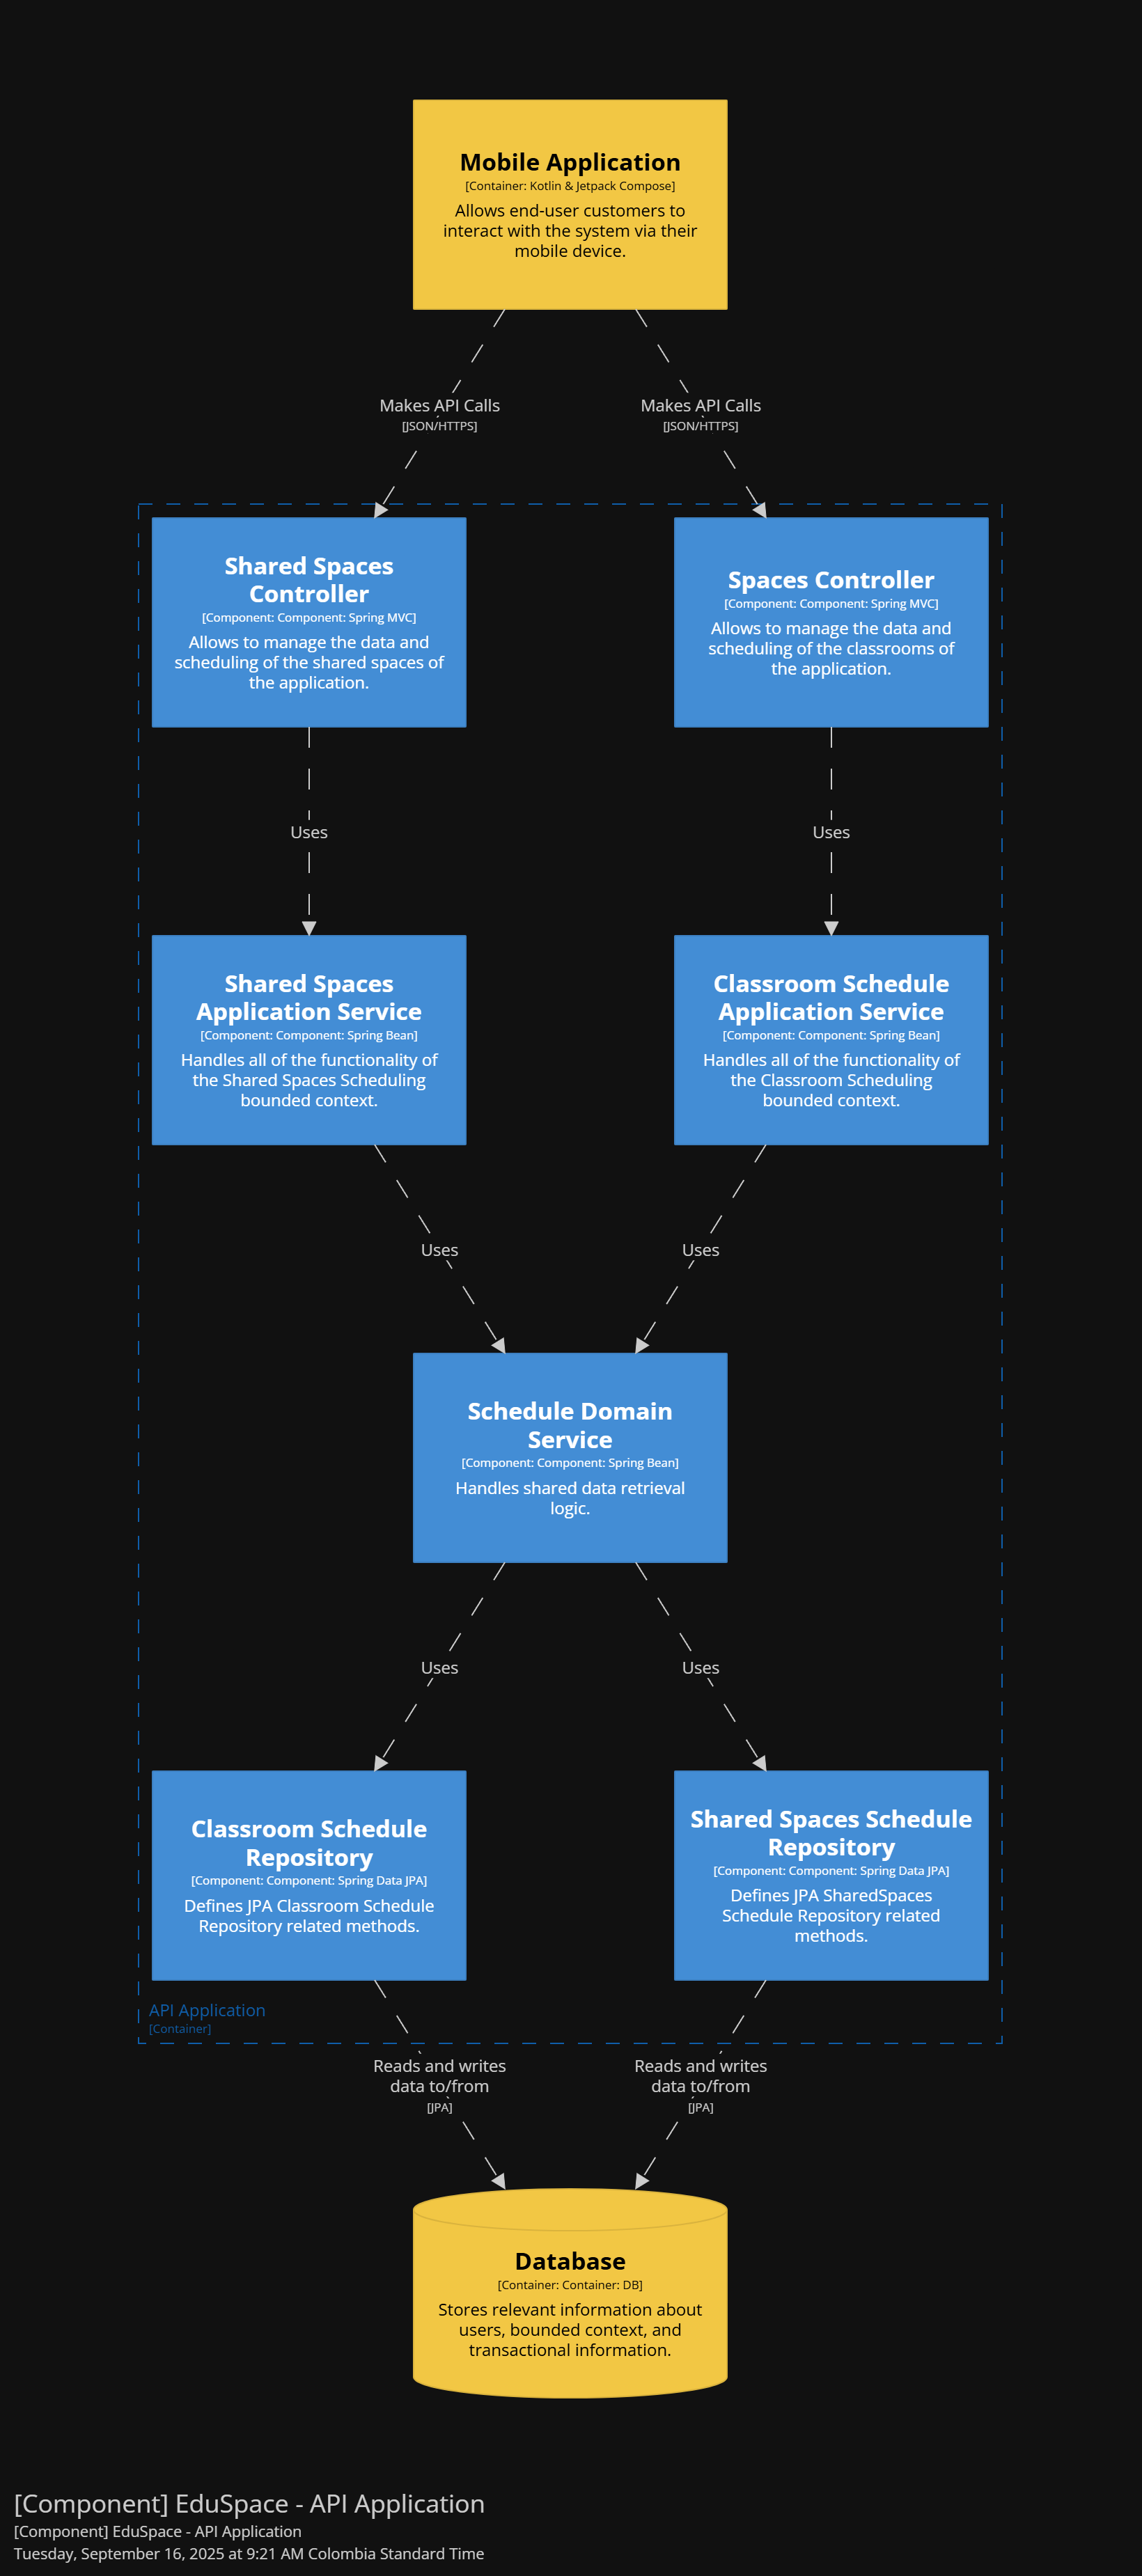 Mobile Application
[Container: Kotlin & Jetpack Compose]
Allows end-user customers to
interact with the system via their
mobile device.
Makes API Calls
[JSON/HTTPS]
Makes API Calls
[JSON/HTTPS]
Shared Spaces
Controller
[Component: Component: Spring MVC]
Allows to manage the data and
scheduling of the shared spaces of
the application.
Spaces Controller
[Component: Component: Spring MVC]
Allows to manage the data and
scheduling of the classrooms of
the application.
Uses
Uses
Shared Spaces
Application Service
[Component: Component: Spring Bean]
Handles all of the functionality of
the Shared Spaces Scheduling
bounded context.
Classroom Schedule
Application Service
[Component: Component: Spring Bean]
Handles all of the functionality of
the Classroom Scheduling
bounded context.
Uses
Uses
Schedule Domain
Service
[Component: Component: Spring Bean]
Handles shared data retrieval
logic.
Uses
Uses
Classroom Schedule
Repository
[Component: Component: Spring Data JPA]
Defines JPA Classroom Schedule
Repository related methods.
Shared Spaces Schedule
Repository
[Component: Component: Spring Data JPA]
Defines JPA SharedSpaces
Schedule Repository related
methods.
API Application
[Container]
Reads and writes
data to/from
[JPA]
Reads and writes
data to/from
[JPA]
Database
[Container: Container: DB]
Stores relevant information about
users, bounded context, and
transactional information.
[Component] EduSpace - API Application
[Component] EduSpace - API Application
Tuesday, September 16, 2025 at 9:21 AM Colombia Standard Time